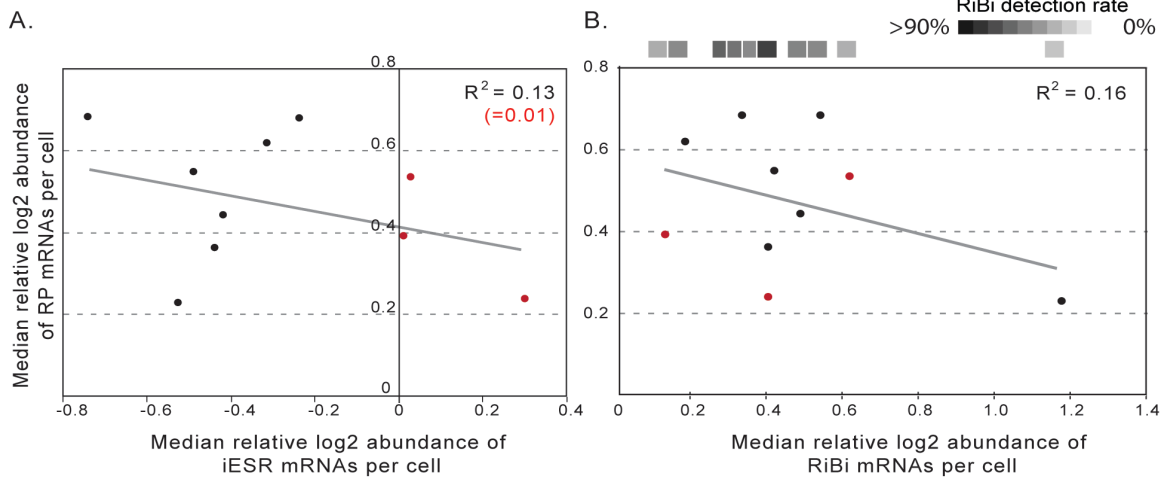 A.
B.
RiBi detection rate
>90%
0%
0.8
R² = 0.13
(=0.01)
0.6
0.4
0.2
0
-0.8
-0.6
-0.4
-0.2
0
0.2
0.4
Median relative log2 abundance
of RP mRNAs per cell
Median relative log2 abundance of
iESR mRNAs per cell
0.8
R² = 0.16
0.6
0.4
0.2
0
0.2
0.4
0.6
0.8
1.0
1.2
1.4
Median relative log2 abundance of
RiBi mRNAs per cell